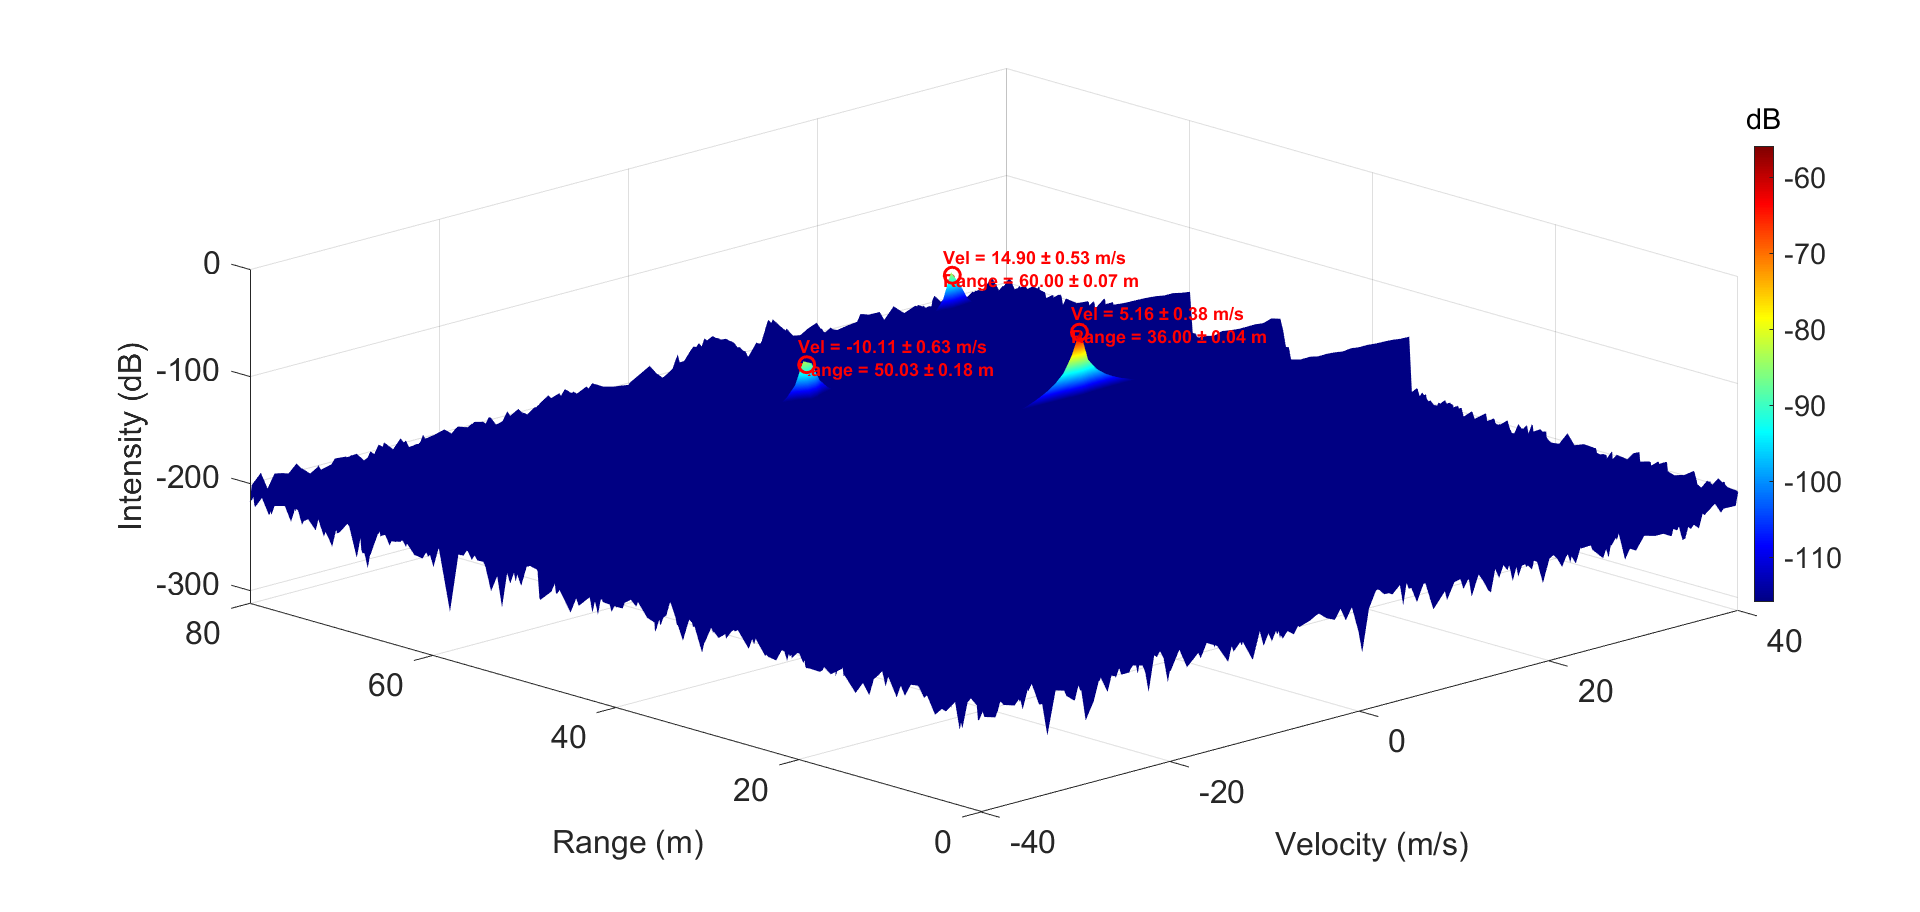 dB
-60
-70
-80
-90
-100
-110
Vel = 14.90 ± 0.53 m/s
Range = 60.00 ± 0.07 m
Vel = 5.16 ± 0.38 m/s
Range = 36.00 ± 0.04 m
Vel = -10.11 ± 0.63 m/s
Range = 50.03 ± 0.18 m
Intensity (dB)
0
-100
-200
-300
80
60
40
20
0
Range (m)
-40
-20
0
20
40
Velocity (m/s)